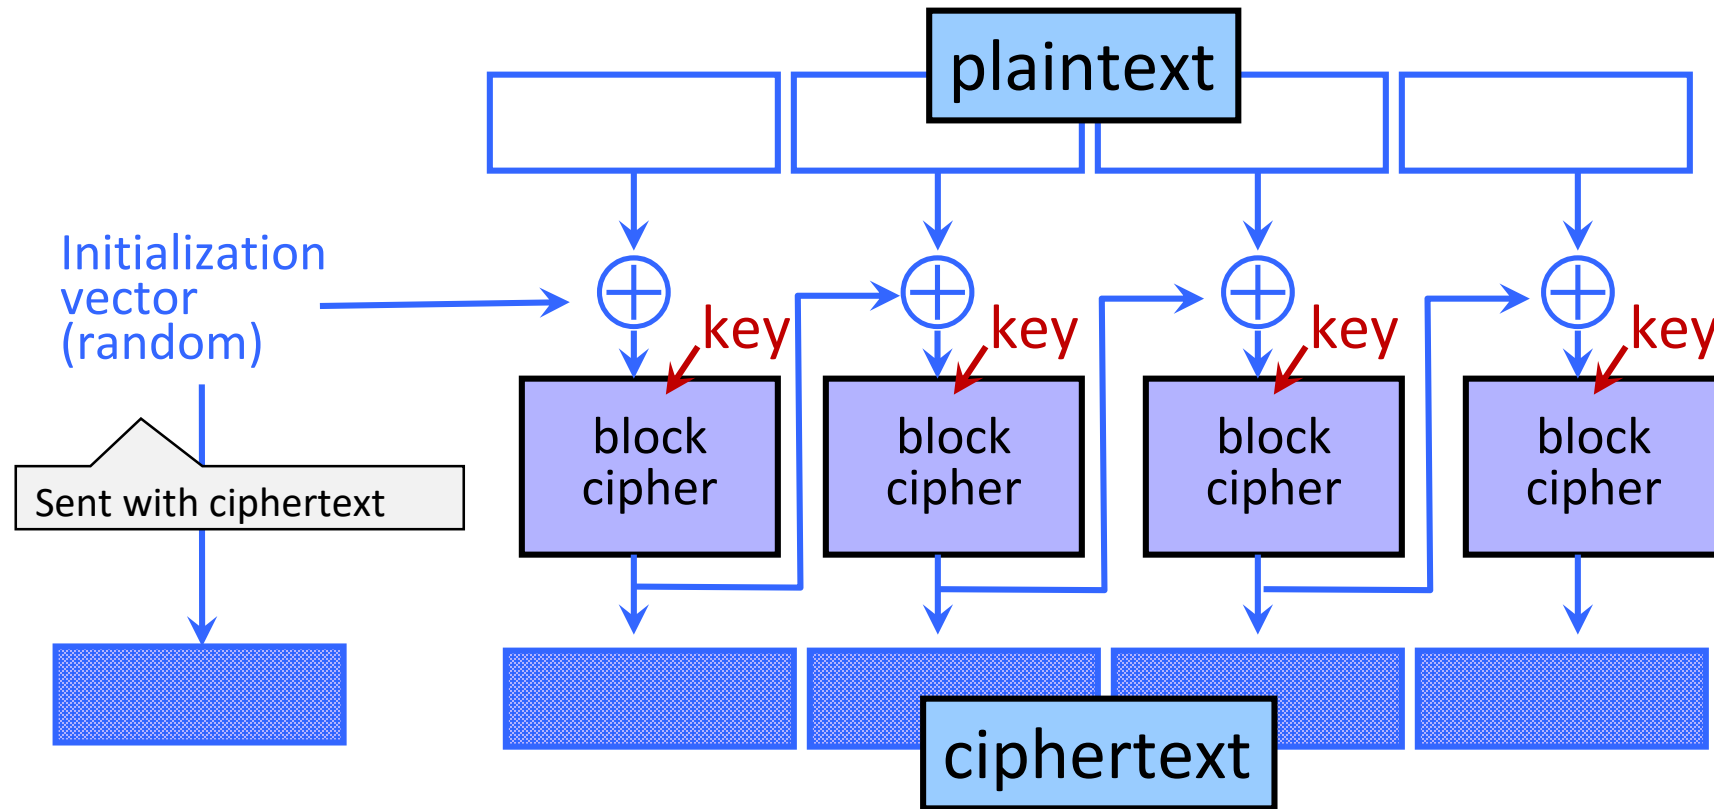 plaintext
Initialization
vector
(random)
key
key
key
key
block
cipher
block
cipher
block
cipher
block
cipher
Sent with ciphertext
ciphertext